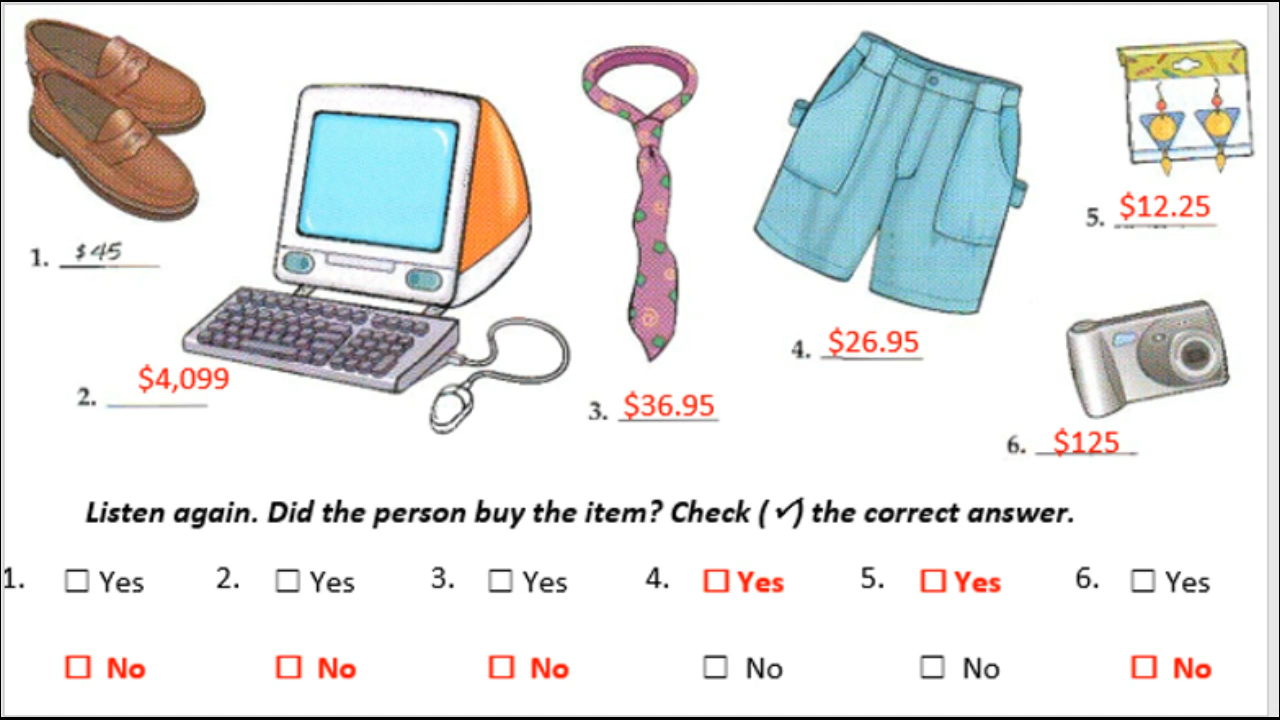 1. $45
2. $4,099
3. $36.95
4. $26.95
5. $12.25
6. $125
Listen again. Did the person buy the item? Check (✓) the correct answer.
1. ☐ Yes 2. ☐ Yes 3. ☐ Yes 4. ☐ Yes 5. ☐ Yes 6. ☐ Yes
☐ No ☐ No ☐ No ☐ No ☐ No ☐ No